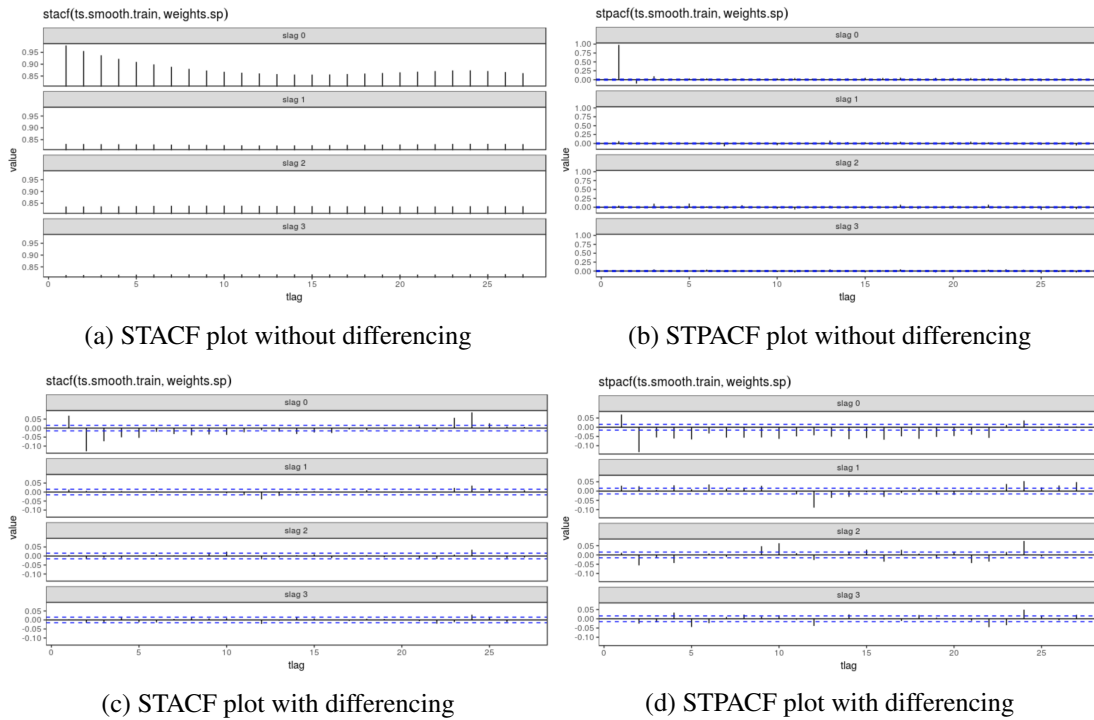 stacf(ts.smooth.train, weights.sp)
slag 0
0.95
0.90
0.85
slag 1
0.95
0.90
0.85
slag 2
0.95
0.90
0.85
slag 3
0.95
0.90
0.85
value
0 5 10 15 20 25
tlag
(a) STACF plot without differencing
stpacf(ts.smooth.train, weights.sp)
slag 0
1.00
0.75
0.50
0.25
0.00
slag 1
1.00
0.75
0.50
0.25
0.00
slag 2
1.00
0.75
0.50
0.25
0.00
slag 3
1.00
0.75
0.50
0.25
0.00
value
0 5 10 15 20 25
tlag
(b) STPACF plot without differencing
stacf(ts.smooth.train, weights.sp)
slag 0
0.05
0.00
-0.05
-0.10
slag 1
0.05
0.00
-0.05
-0.10
slag 2
0.05
0.00
-0.05
-0.10
slag 3
0.05
0.00
-0.05
-0.10
value
0 5 10 15 20 25
tlag
(c) STACF plot with differencing
stpacf(ts.smooth.train, weights.sp)
slag 0
0.05
0.00
-0.05
-0.10
slag 1
0.05
0.00
-0.05
-0.10
slag 2
0.05
0.00
-0.05
-0.10
slag 3
0.05
0.00
-0.05
-0.10
value
0 5 10 15 20 25
tlag
(d) STPACF plot with differencing